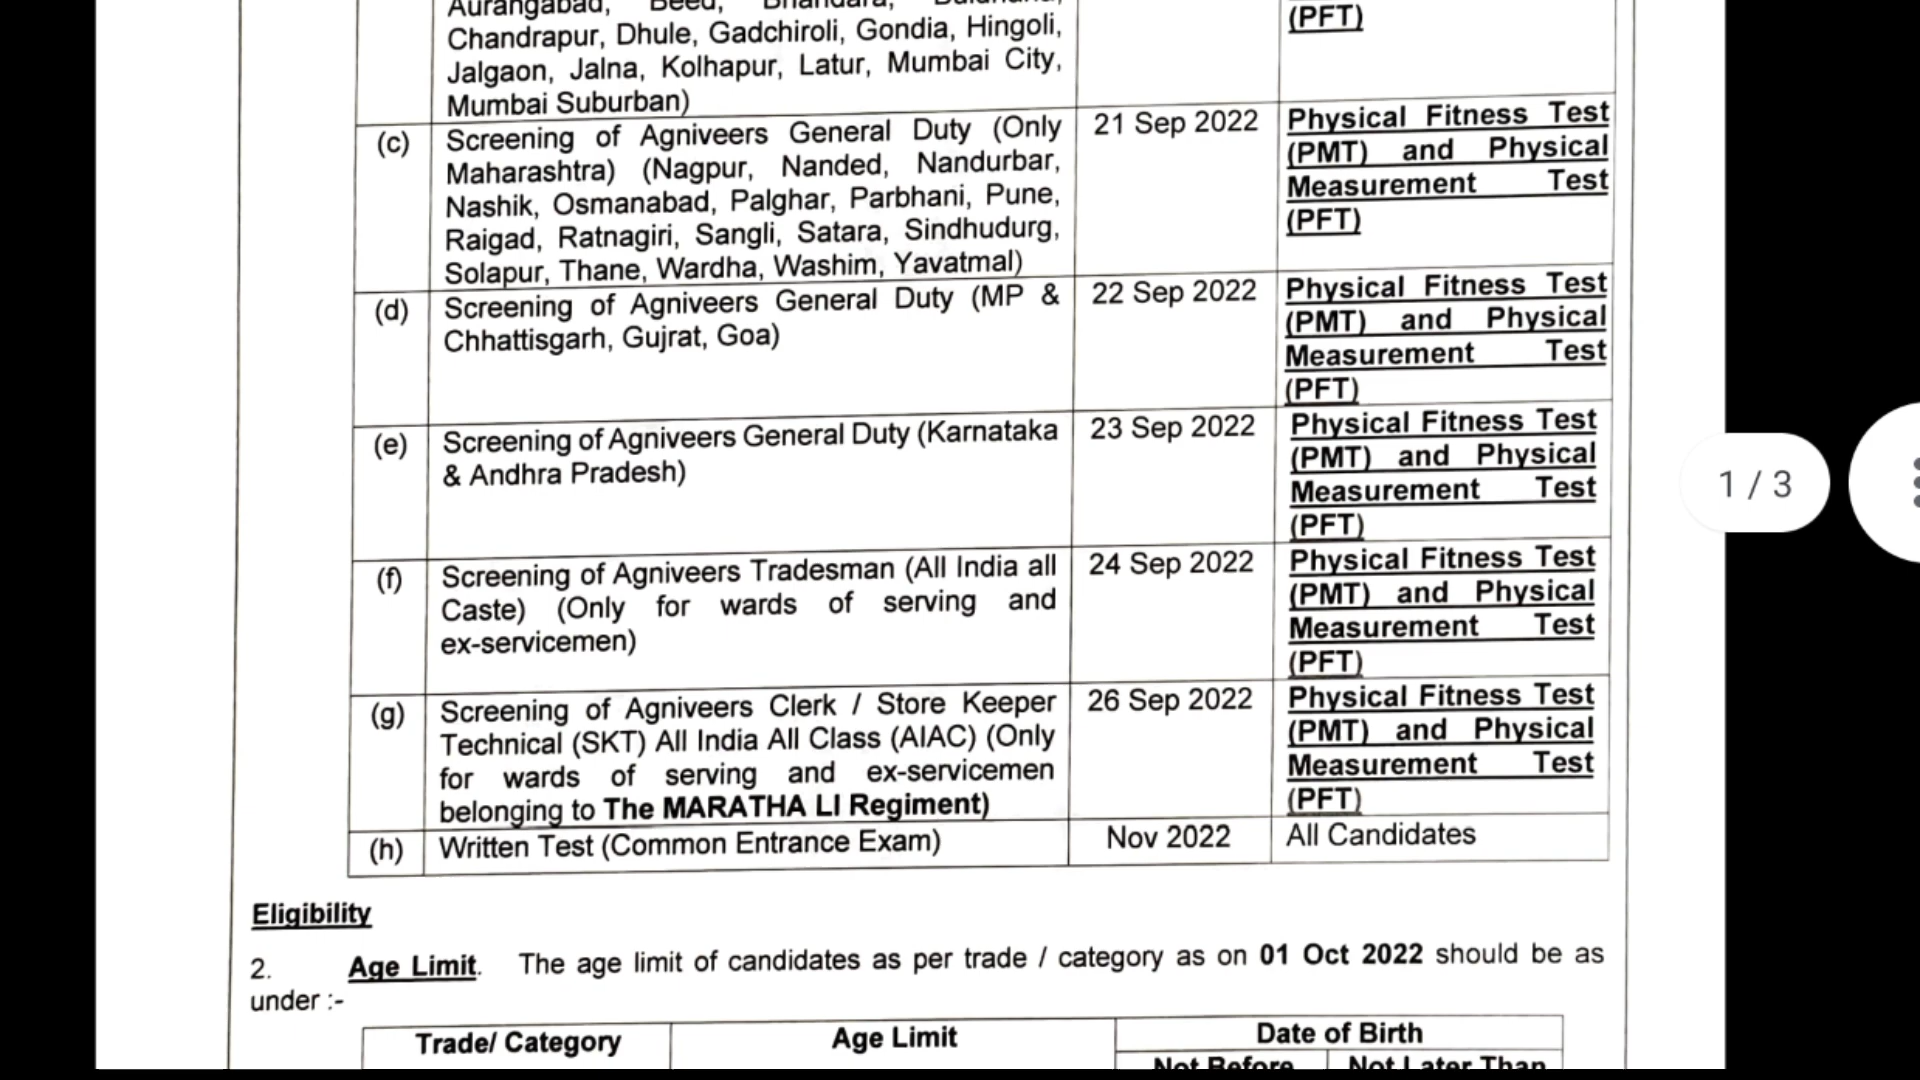 Aurangabad, Beed, Bhandara, Buldhana,
Chandrapur, Dhule, Gadchiroli, Gondia, Hingoli,
Jalgaon, Jalna, Kolhapur, Latur, Mumbai City,
Mumbai Suburban)
(PFT)
(c)
Screening of Agniveers General Duty (Only
Maharashtra) (Nagpur, Nanded, Nandurbar,
Nashik, Osmanabad, Palghar, Parbhani, Pune,
Raigad, Ratnagiri, Sangli, Satara, Sindhudurg,
Solapur, Thane, Wardha, Washim, Yavatmal)
21 Sep 2022
Physical Fitness Test
(PMT) and Physical
Measurement Test
(PFT)
(d)
Screening of Agniveers General Duty (MP &
Chhattisgarh, Gujrat, Goa)
22 Sep 2022
Physical Fitness Test
(PMT) and Physical
Measurement Test
(PFT)
(e)
Screening of Agniveers General Duty (Karnataka
& Andhra Pradesh)
23 Sep 2022
Physical Fitness Test
(PMT) and Physical
Measurement Test
(PFT)
(f)
Screening of Agniveers Tradesman (All India all
Caste) (Only for wards of serving and
ex-servicemen)
24 Sep 2022
Physical Fitness Test
(PMT) and Physical
Measurement Test
(PFT)
(g)
Screening of Agniveers Clerk / Store Keeper
Technical (SKT) All India All Class (AIAC) (Only
for wards of serving and ex-servicemen
belonging to The MARATHA LI Regiment)
26 Sep 2022
Physical Fitness Test
(PMT) and Physical
Measurement Test
(PFT)
(h)
Written Test (Common Entrance Exam)
Nov 2022
All Candidates
1 / 3
Eligibility
2. Age Limit. The age limit of candidates as per trade / category as on 01 Oct 2022 should be as
under :-
Trade/ Category
Age Limit
Date of Birth
Not Before
Not Later Than